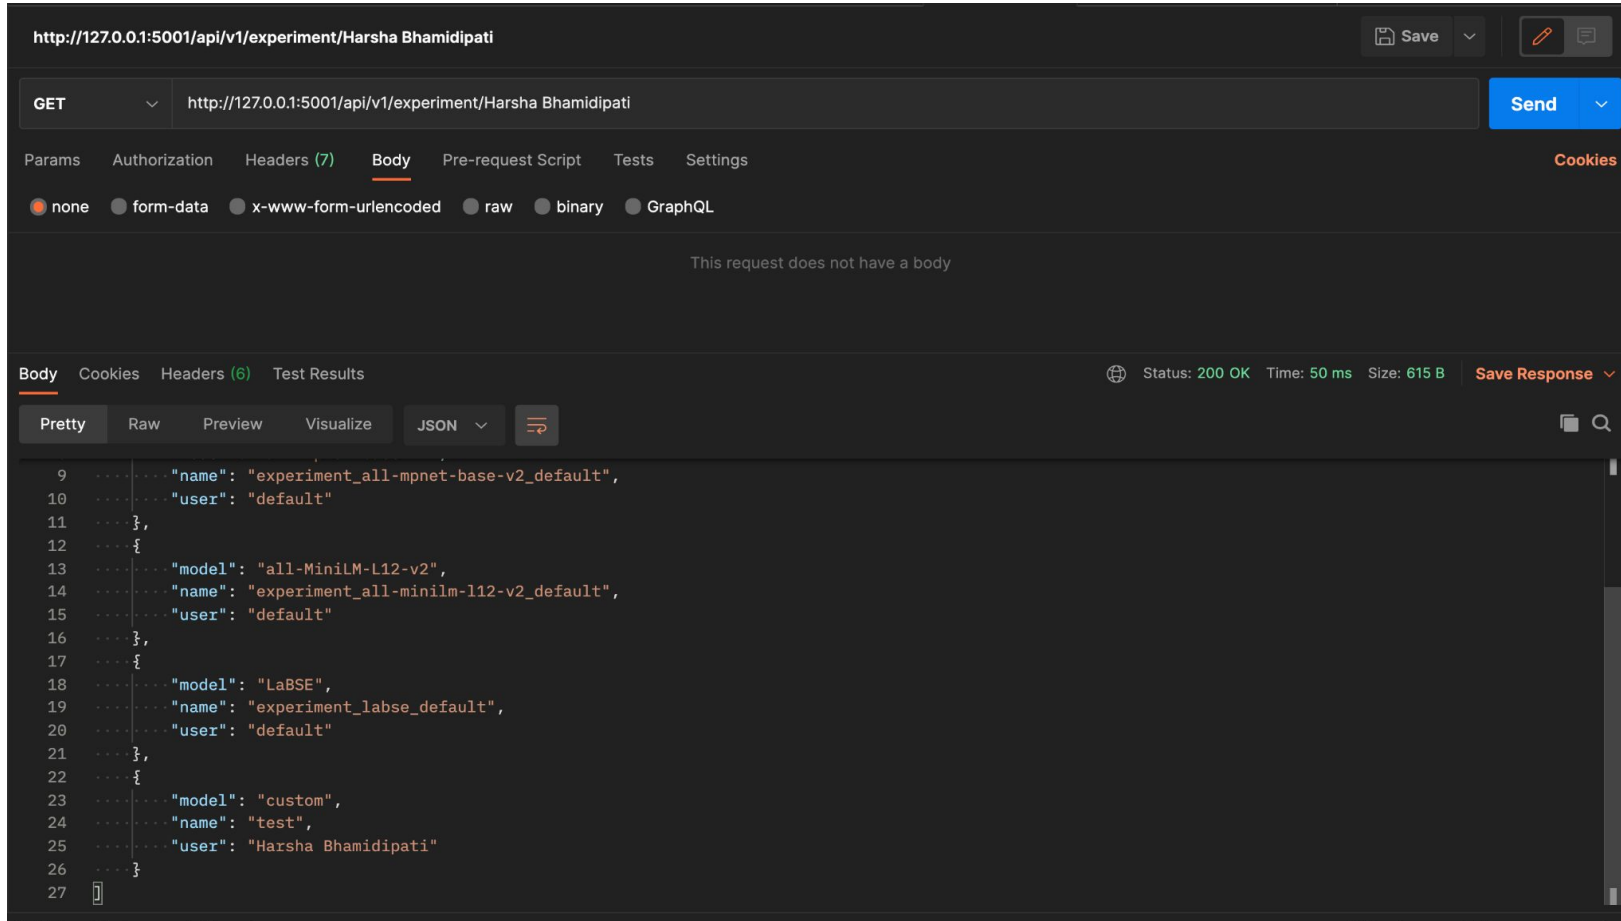 http://127.0.0.1:5001/api/v1/experiment/Harsha Bhamidipati
Save
GET http://127.0.0.1:5001/api/v1/experiment/Harsha Bhamidipati Send
Params Authorization Headers (7) Body Pre-request Script Tests Settings Cookies
none form-data x-www-form-urlencoded raw binary GraphQL
This request does not have a body
Body Cookies Headers (6) Test Results Status: 200 OK Time: 50 ms Size: 615 B Save Response
Pretty Raw Preview Visualize JSON
9 "name": "experiment_all-mpnet-base-v2_default",
10 "user": "default"
11 },
12 {
13 "model": "all-MiniLM-L12-v2",
14 "name": "experiment_all-minilm-l12-v2_default",
15 "user": "default"
16 },
17 {
18 "model": "LaBSE",
19 "name": "experiment_labse_default",
20 "user": "default"
21 },
22 {
23 "model": "custom",
24 "name": "test",
25 "user": "Harsha Bhamidipati"
26 }
27 ]